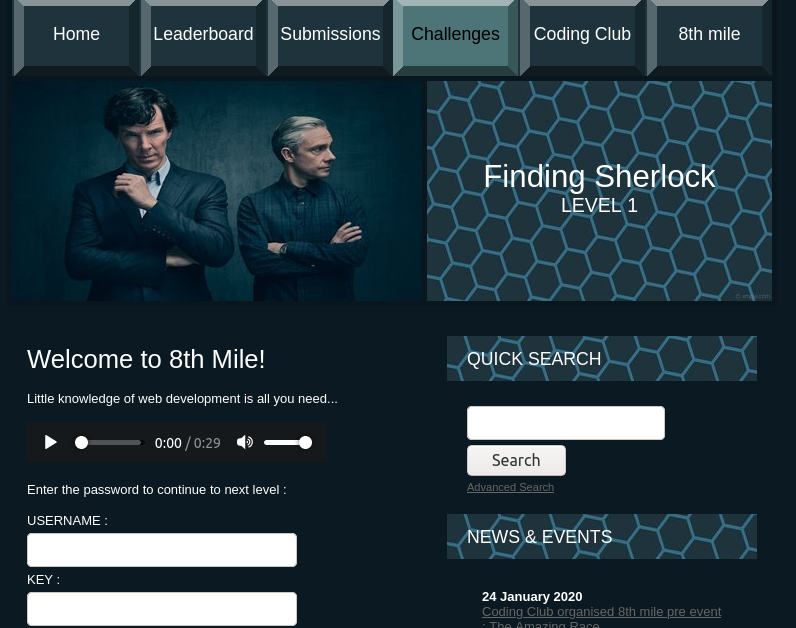 Home Leaderboard Submissions Challenges Coding Club 8th mile
Finding Sherlock
LEVEL 1
Welcome to 8th Mile!
Little knowledge of web development is all you need...
0:00 / 0:29
Enter the password to continue to next level :
USERNAME :
KEY :
QUICK SEARCH
Search
Advanced Search
NEWS & EVENTS
24 January 2020
Coding Club organised 8th mile pre event
: The Amazing Race